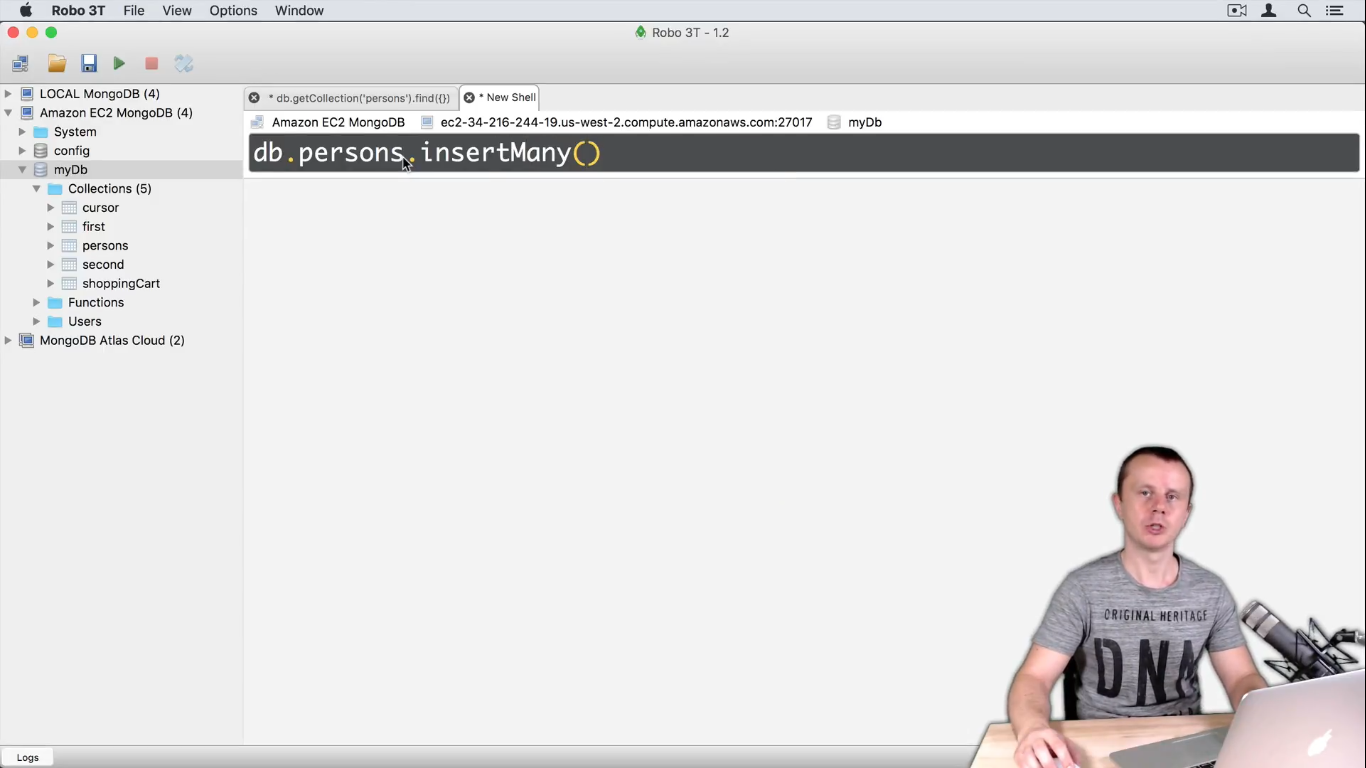 Robo 3T File View Options Window
Robo 3T - 1.2
LOCAL MongoDB (4)
Amazon EC2 MongoDB (4)
System
config
myDb
Collections (5)
cursor
first
persons
second
shoppingCart
Functions
Users
MongoDB Atlas Cloud (2)
* db.getCollection('persons').find({}) * New Shell
Amazon EC2 MongoDB ec2-34-216-244-19.us-west-2.compute.amazonaws.com:27017 myDb
db.persons.insertMany()
ORIGINAL HERITAGE
DNA
Logs